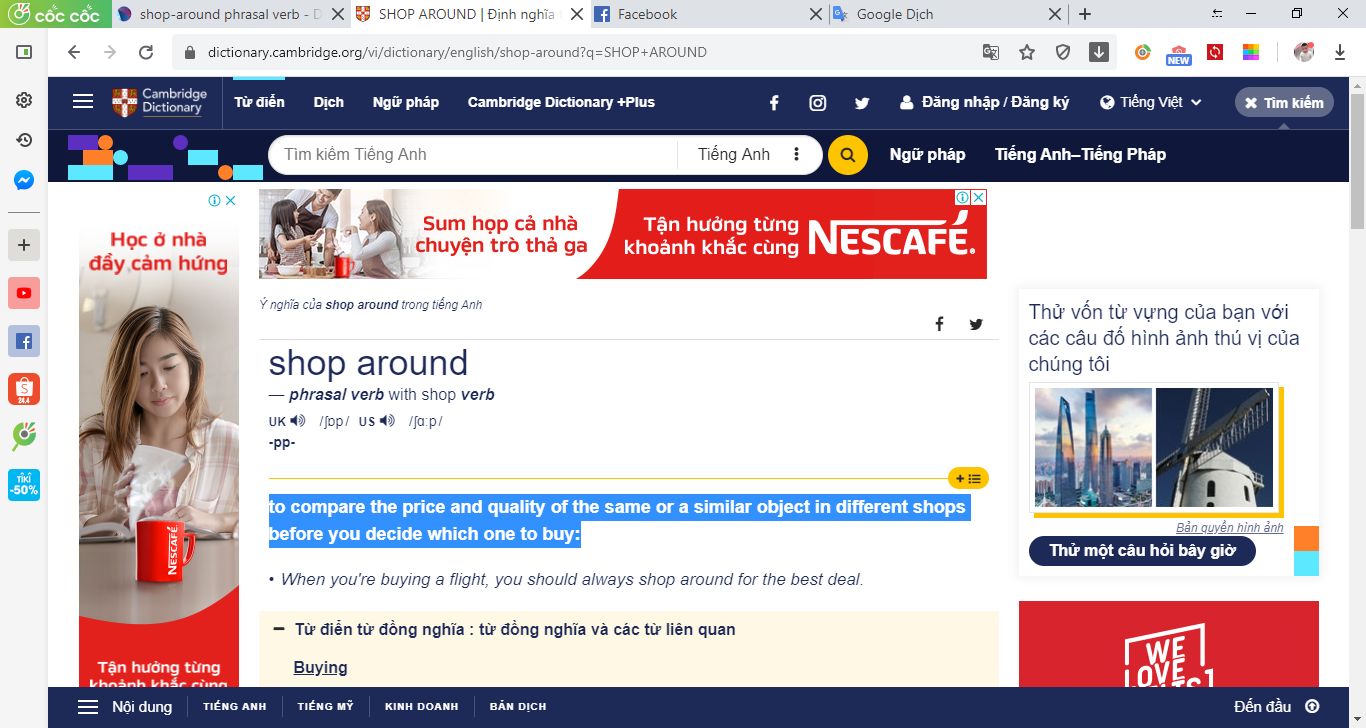 cốc cốc
shop-around phrasal verb - D
SHOP AROUND | Định nghĩa
Facebook
Google Dịch
dictionary.cambridge.org/vi/dictionary/english/shop-around?q=SHOP+AROUND
NEW
Cambridge
Dictionary
Từ điển
Dịch
Ngữ pháp
Cambridge Dictionary +Plus
Đăng nhập / Đăng ký
Tiếng Việt
Tìm kiếm
Tìm kiếm Tiếng Anh
Tiếng Anh
Ngữ pháp
Tiếng Anh–Tiếng Pháp
Học ở nhà
đầy cảm hứng
NESCAFÉ.
Tận hưởng từng
khoảnh khắc cùng
Sum họp cả nhà
chuyện trò thả ga
Tận hưởng từng
khoảnh khắc cùng
NESCAFÉ.
Ý nghĩa của shop around trong tiếng Anh
shop around
— phrasal verb with shop verb
UK /ʃɒp/ US /ʃɑːp/
-pp-
to compare the price and quality of the same or a similar object in different shops
before you decide which one to buy:
• When you're buying a flight, you should always shop around for the best deal.
Từ điển từ đồng nghĩa : từ đồng nghĩa và các từ liên quan
Buying
Thử vốn từ vựng của bạn với
các câu đố hình ảnh thú vị của
chúng tôi
Bản quyền hình ảnh
Thử một câu hỏi bây giờ
WE
LOVE
S
24.4
TIKI
-50%
Nội dung
TIẾNG ANH
TIẾNG MỸ
KINH DOANH
BẢN DỊCH
Đến đầu